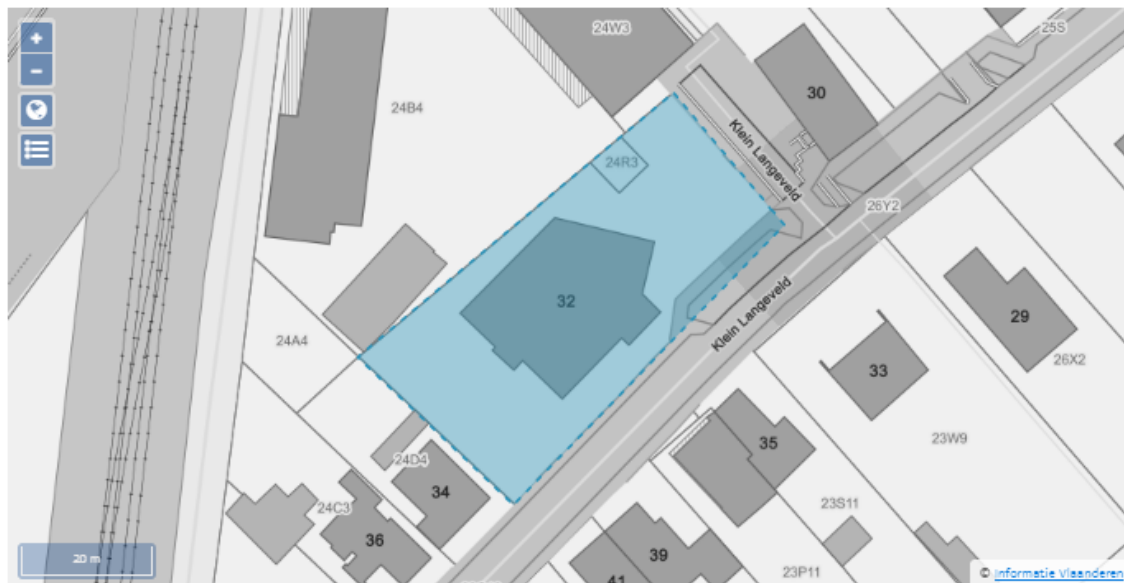 24W3
25S
+
−
30
24B4
Klein Langeveld
24R3
26Y2
32
Klein Langeveld
29
24A4
26X2
33
35
23W9
24D4
34
24C3
23S11
36
39
20 m
41
23P11
© Informatie Vlaanderen